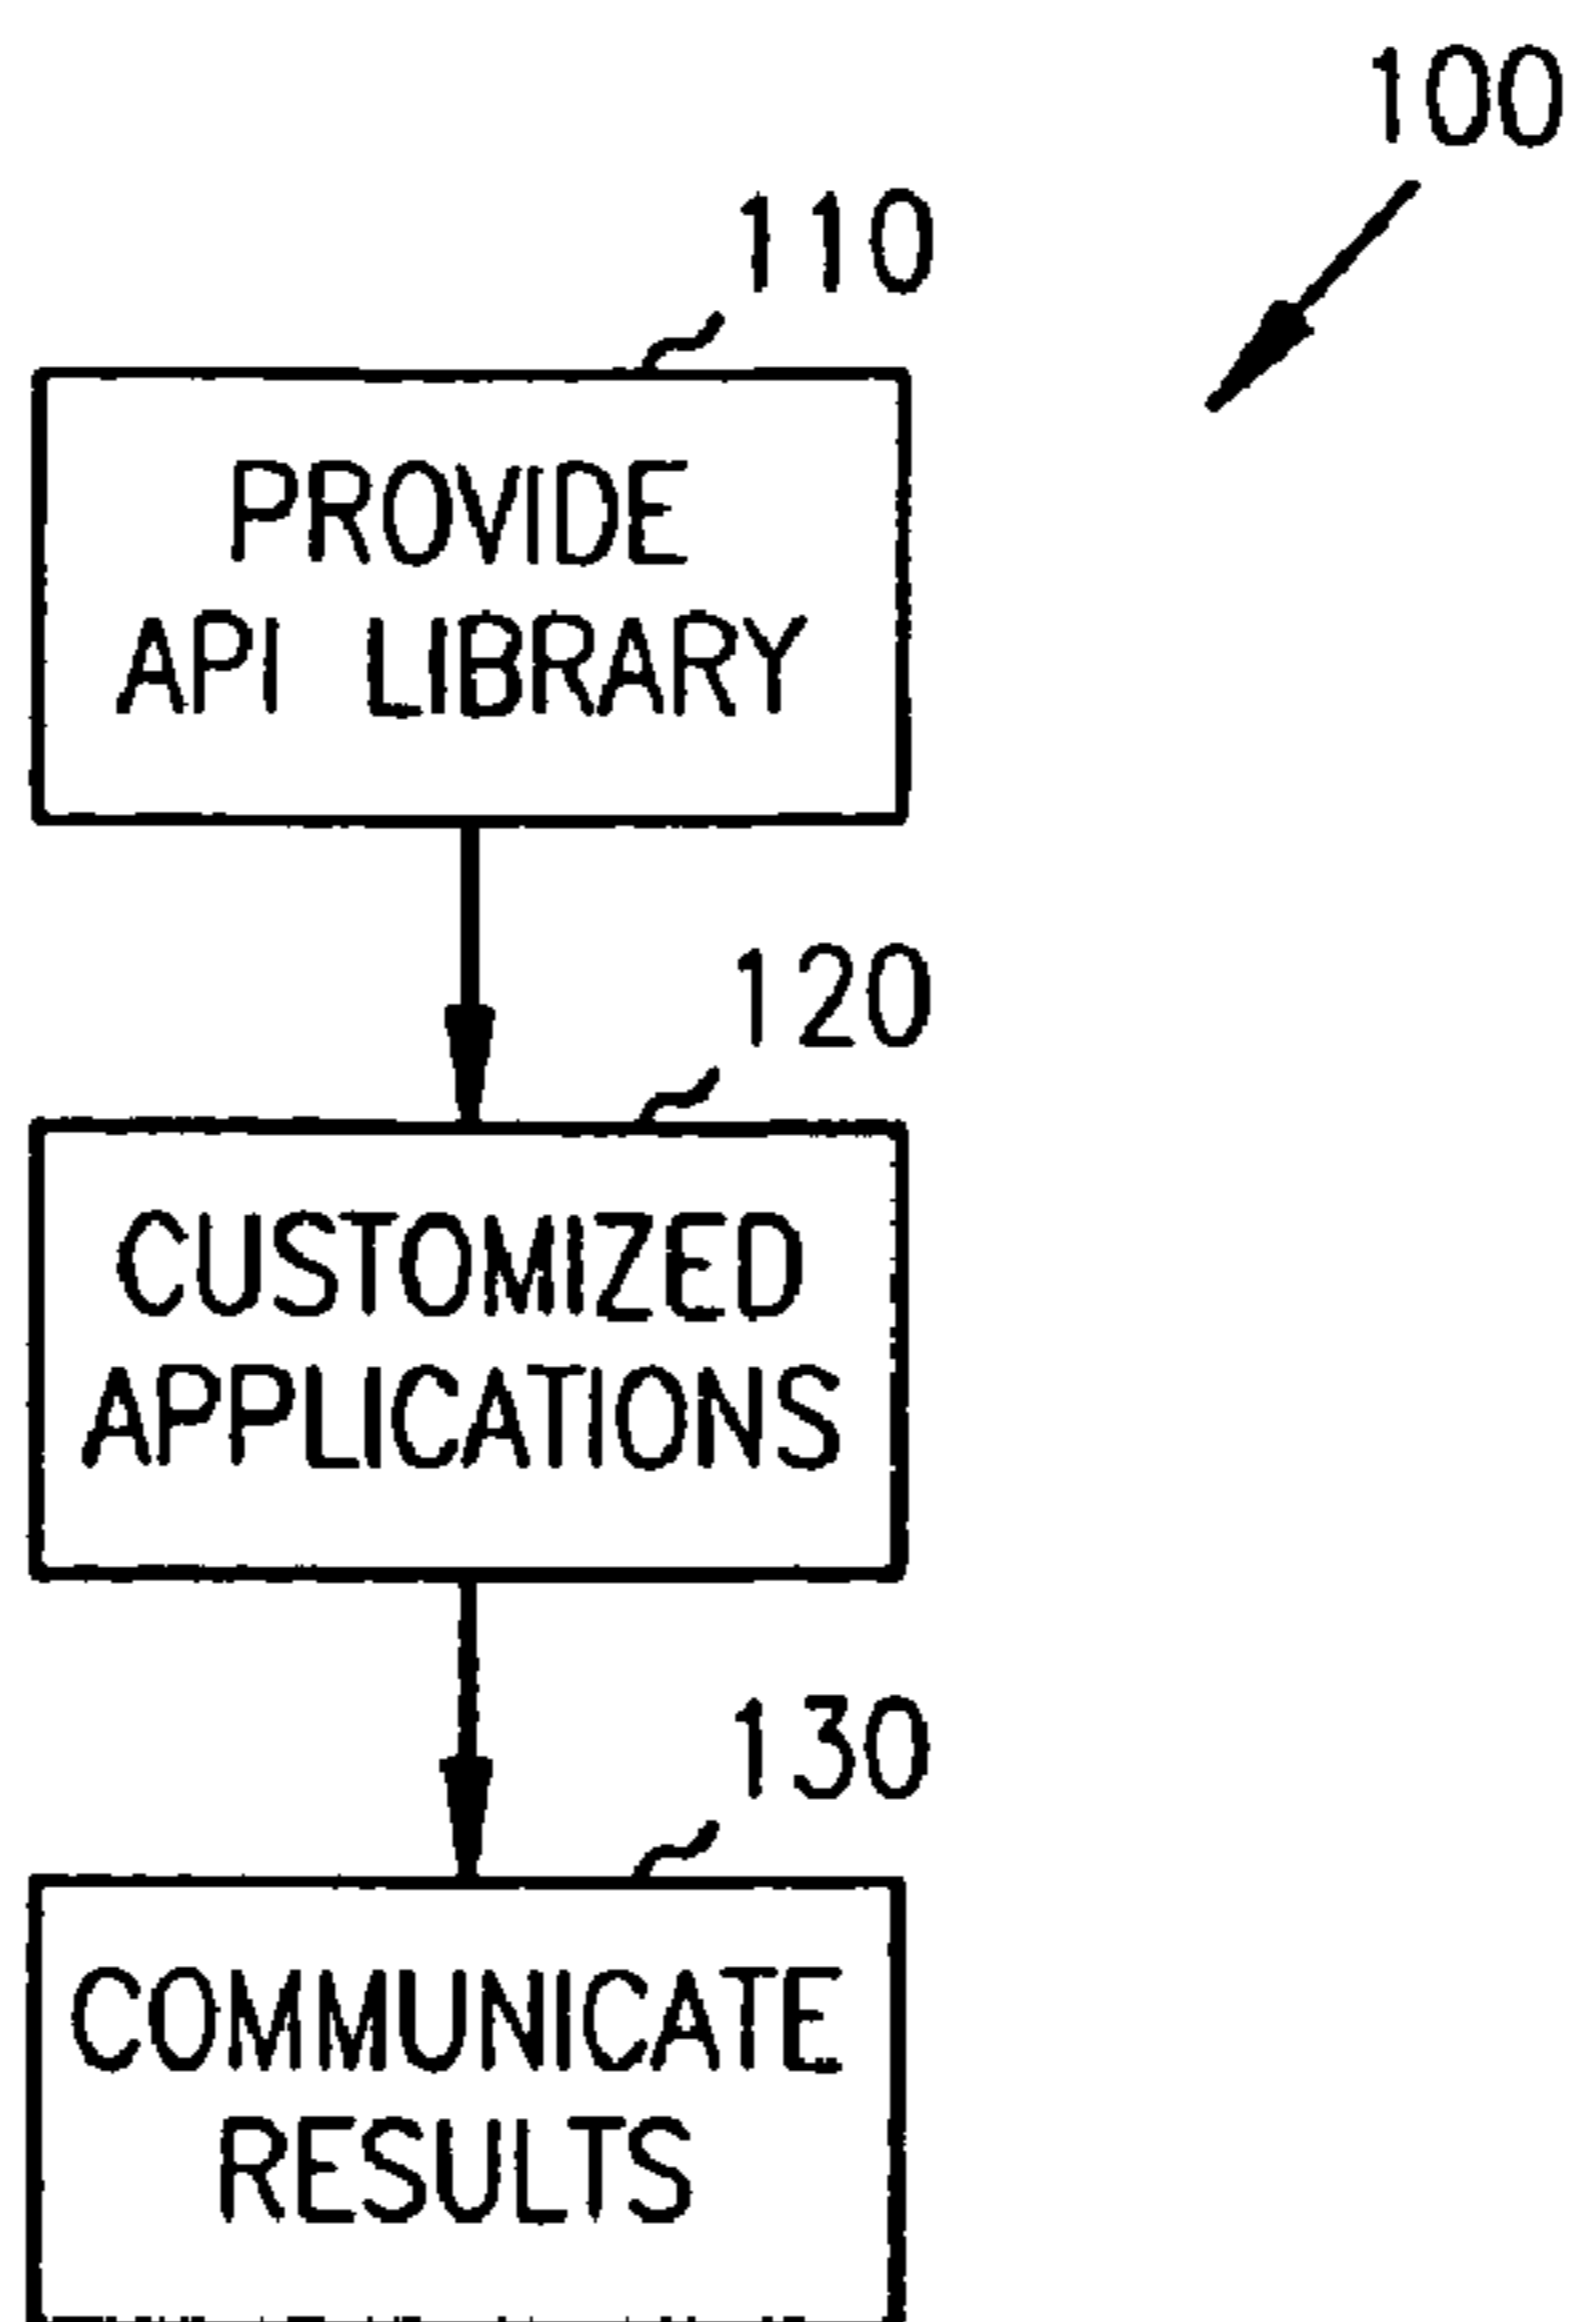 100
110
PROVIDE
API LIBRARY
120
CUSTOMIZED
APPLICATIONS
130
COMMUNICATE
RESULTS